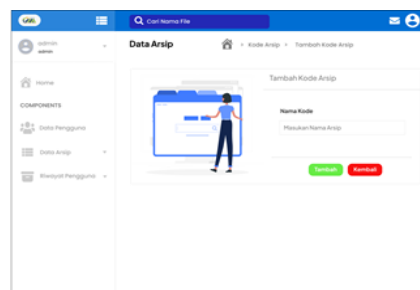 Cari Nama File
admin
admin
Home
COMPONENTS
Data Pengguna
Data Arsip
Riwayat Pengguna
Data Arsip
Kode Arsip
Tambah Kode Arsip
Tambah Kode Arsip
Nama Kode
Masukan Nama Arsip
Tambah
Kembali